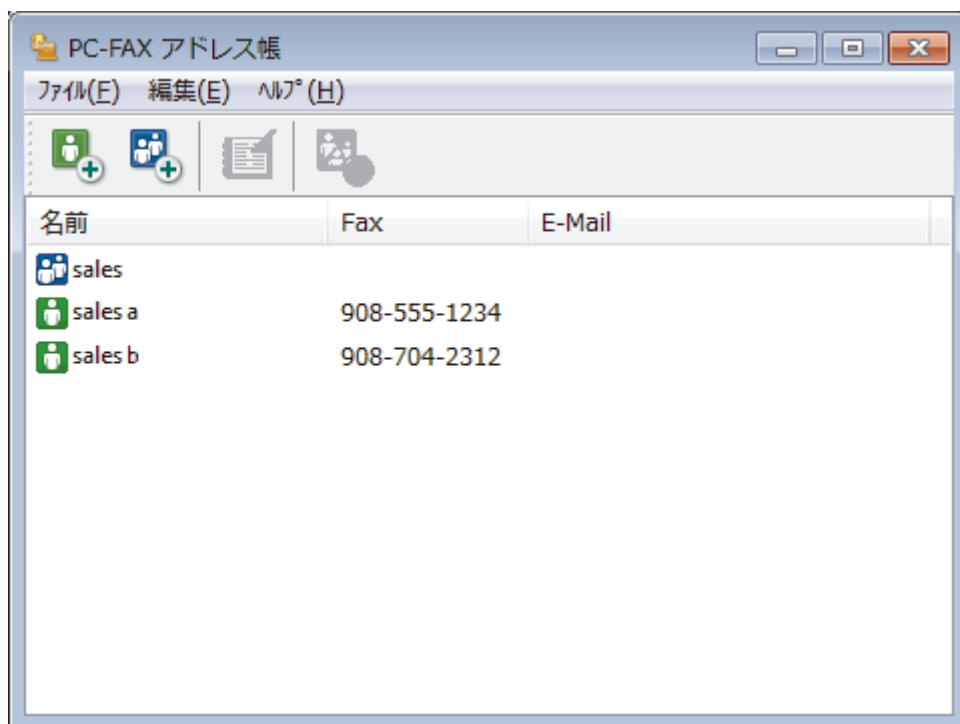 PC-FAX アドレス帳
ﾌｧｲﾙ(F) 編集(E) ﾍﾙﾌﾟ(H)
名前 Fax E-Mail
sales
sales a 908-555-1234
sales b 908-704-2312